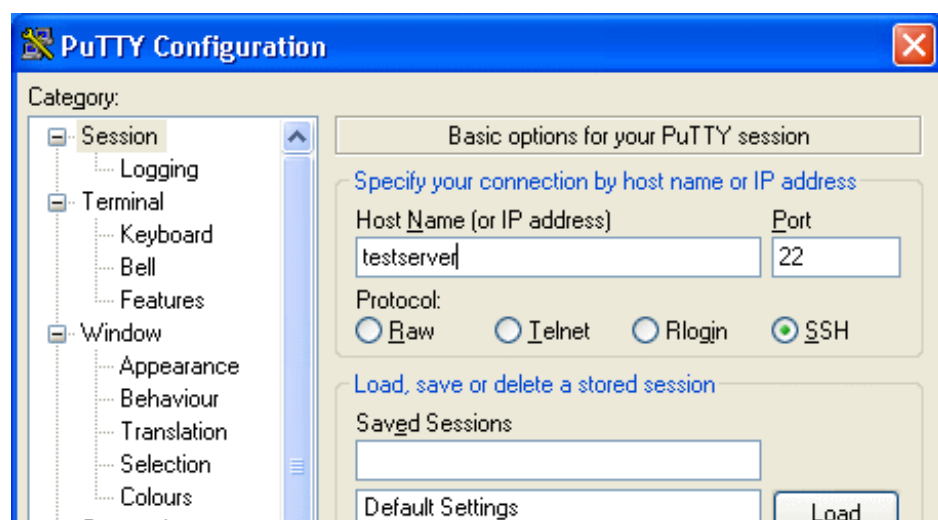 PuTTY Configuration
Category:
Session
Logging
Terminal
Keyboard
Bell
Features
Window
Appearance
Behaviour
Translation
Selection
Colours
Basic options for your PuTTY session
Specify your connection by host name or IP address
Host Name (or IP address)
Port
testserver
22
Protocol:
Raw
Telnet
Rlogin
SSH
Load, save or delete a stored session
Saved Sessions
Default Settings
Load